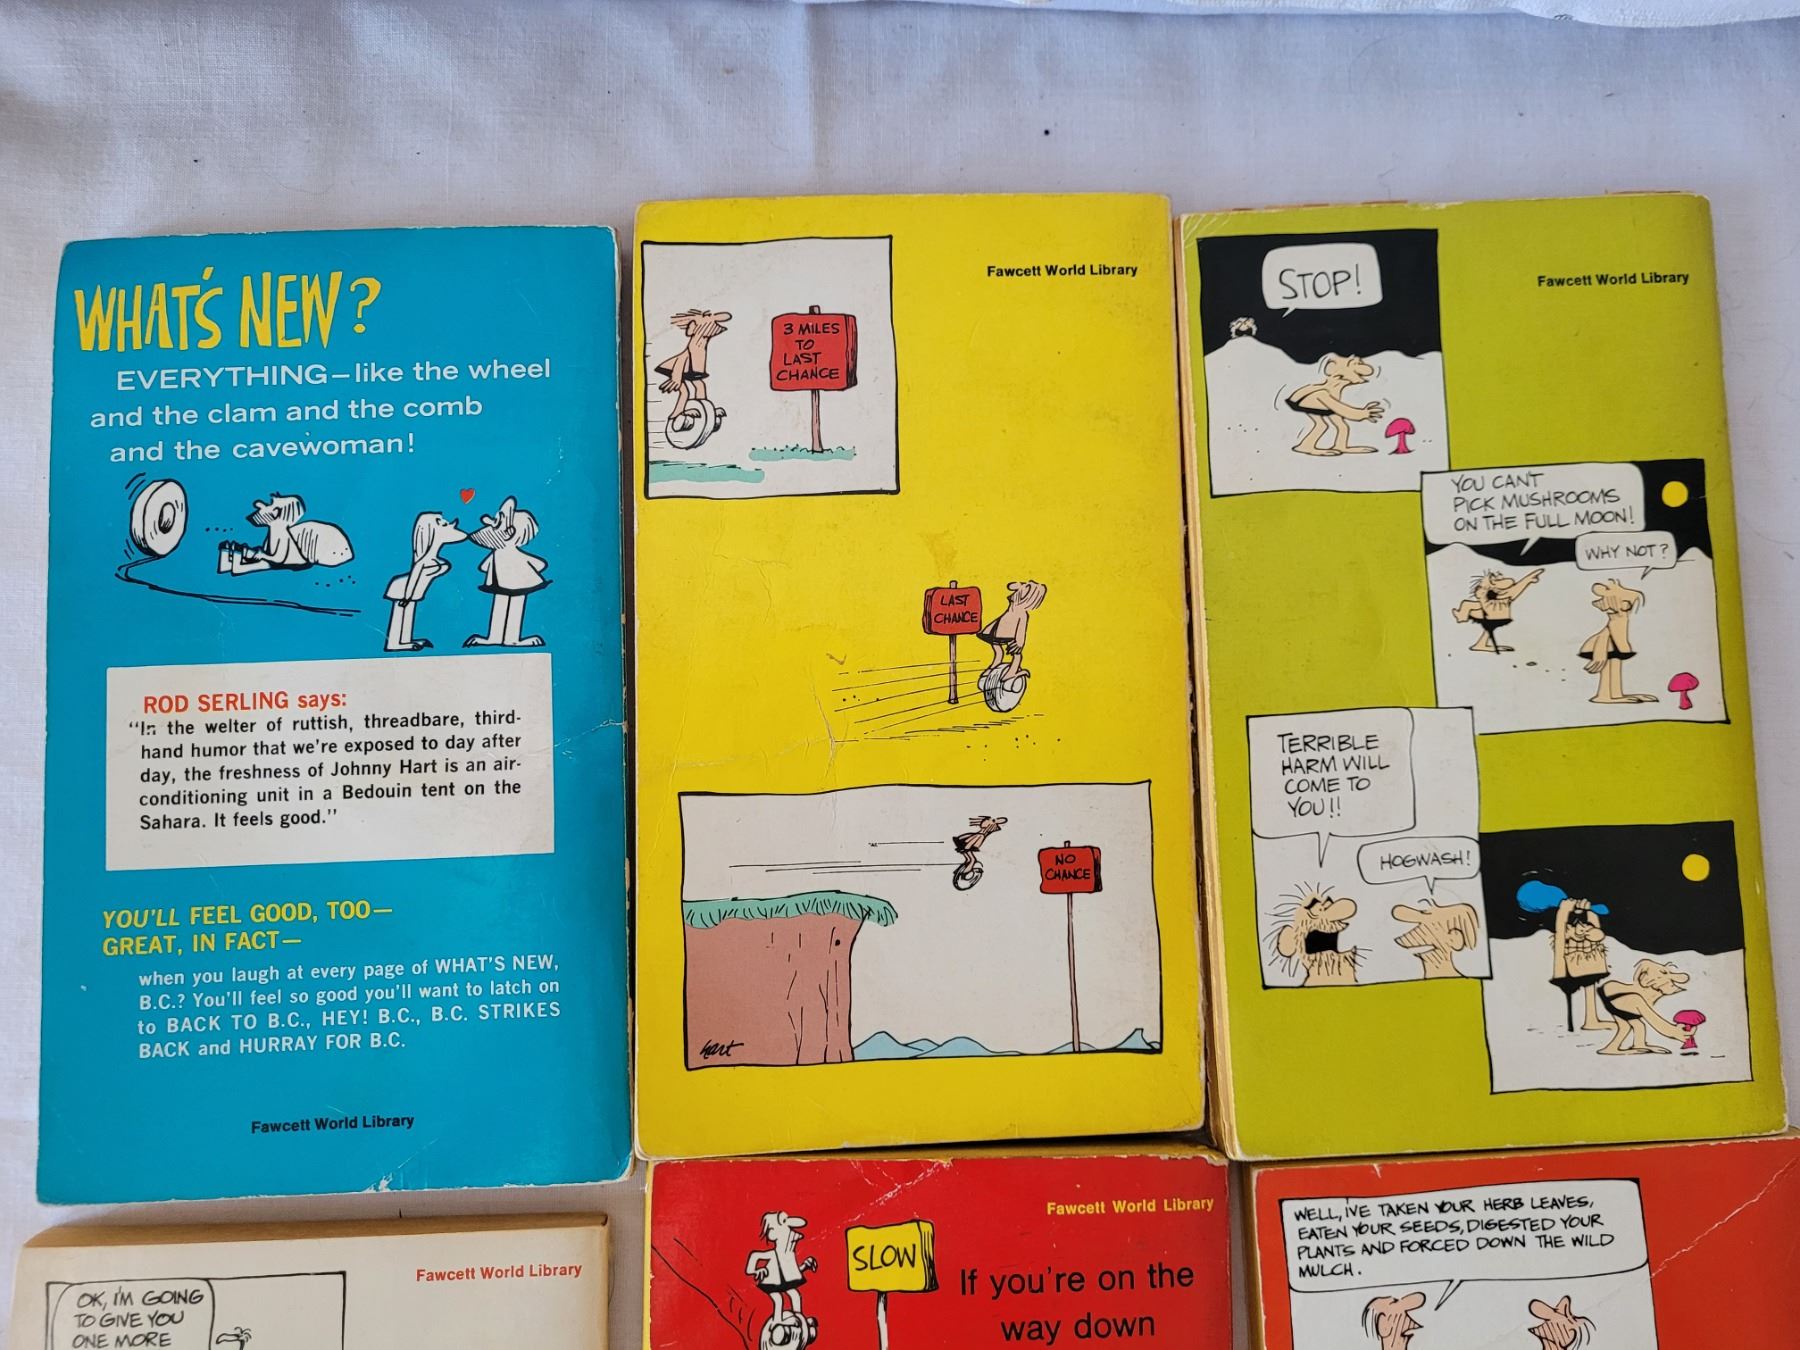 WHAT'S NEW?
EVERYTHING—like the wheel
and the clam and the comb
and the cavewoman!
ROD SERLING says:
"In the welter of ruttish, threadbare, third-
hand humor that we're exposed to day after
day, the freshness of Johnny Hart is an air-
conditioning unit in a Bedouin tent on the
Sahara. It feels good."
YOU'LL FEEL GOOD, TOO—
GREAT, IN FACT—
when you laugh at every page of WHAT'S NEW,
B.C.? You'll feel so good you'll want to latch on
to BACK TO B.C., HEY! B.C., B.C. STRIKES
BACK and HURRAY FOR B.C.
Fawcett World Library
Fawcett World Library
3 MILES
TO
LAST
CHANCE
LAST
CHANCE
NO
CHANCE
hart
Fawcett World Library
STOP!
YOU CAN'T
PICK MUSHROOMS
ON THE FULL MOON!
WHY NOT?
TERRIBLE
HARM WILL
COME TO
YOU!!
HOGWASH!
Fawcett World Library
OK, I'M GOING
TO GIVE YOU
ONE MORE
Fawcett World Library
SLOW
If you're on the
way down
WELL, I'VE TAKEN YOUR HERB LEAVES,
EATEN YOUR SEEDS, DIGESTED YOUR
PLANTS AND FORCED DOWN THE WILD
MULCH.